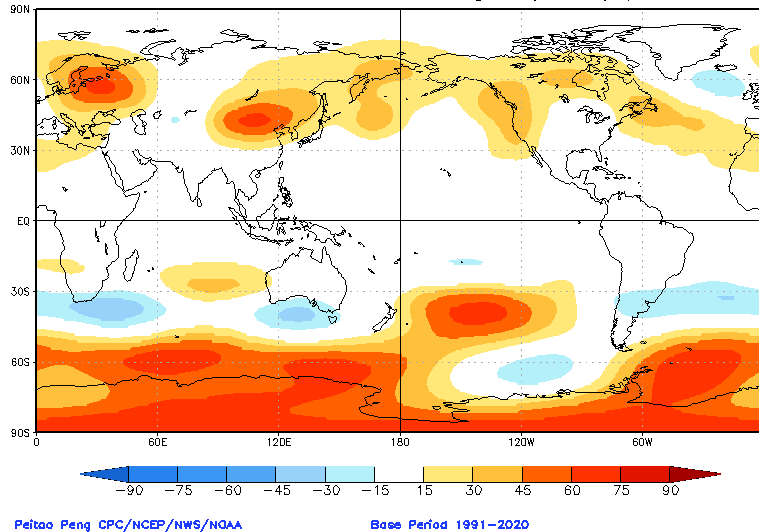 90N
60N
30N
EQ
30S
60S
90S
0 60E 120E 180 120W 60W
-90 -75 -60 -45 -30 -15 15 30 45 60 75 90
Peitao Peng CPC/NCEP/NWS/NOAA Base Period 1991-2020